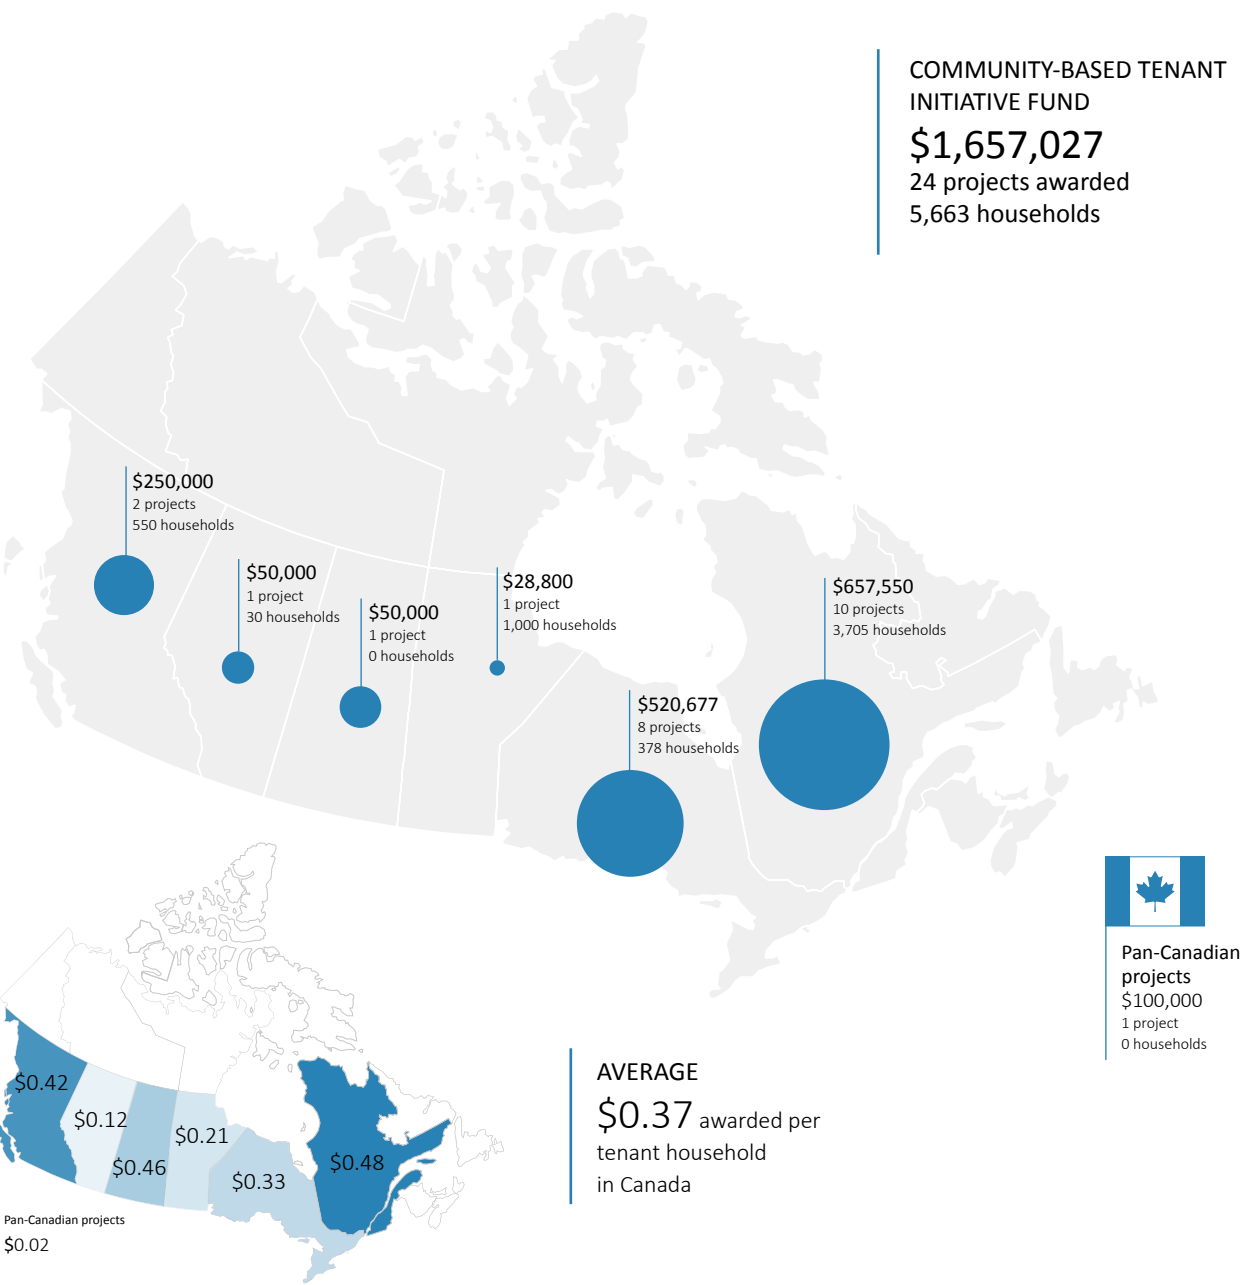 COMMUNITY-BASED TENANT
INITIATIVE FUND
$1,657,027
24 projects awarded
5,663 households
$250,000
2 projects
550 households
$50,000
1 project
30 households
$50,000
1 project
0 households
$28,800
1 project
1,000 households
$657,550
10 projects
3,705 households
$520,677
8 projects
378 households
Pan-Canadian
projects
$100,000
1 project
0 households
$0.42
$0.12
$0.46
$0.21
$0.33
$0.48
Pan-Canadian projects
$0.02
AVERAGE
$0.37 awarded per
tenant household
in Canada